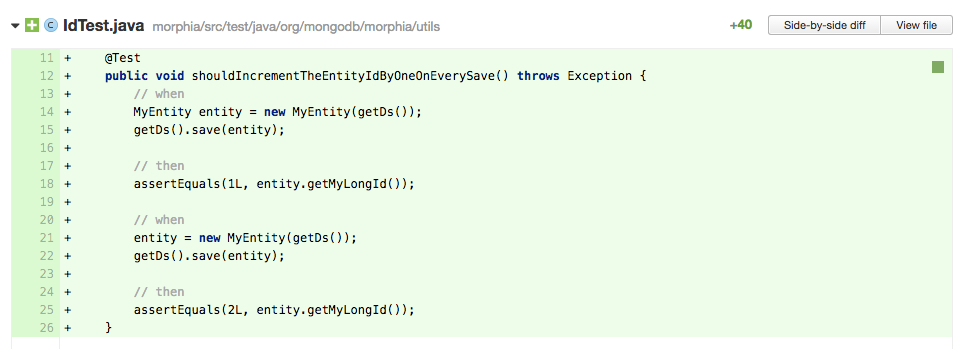 IdTest.java morphia/src/test/java/org/mongodb/morphia/utils +40 Side-by-side diff View file
11 + @Test
12 + public void shouldIncrementTheEntityIdByOneOnEverySave() throws Exception {
13 + // when
14 + MyEntity entity = new MyEntity(getDs());
15 + getDs().save(entity);
16 +
17 + // then
18 + assertEquals(1L, entity.getMyLongId());
19 +
20 + // when
21 + entity = new MyEntity(getDs());
22 + getDs().save(entity);
23 +
24 + // then
25 + assertEquals(2L, entity.getMyLongId());
26 + }